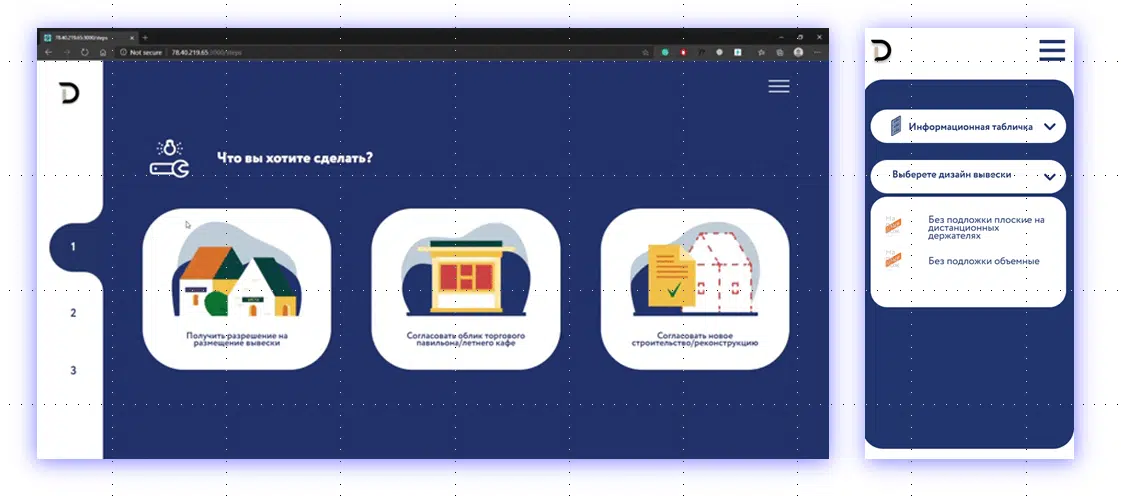 78.40.219.65:3000/steps
Not secure
78.40.219.65:3000/steps
Что вы хотите сделать?
1
2
3
Получить разрешение на
размещение вывески
Согласовать облик торгового
павильона/летнего кафе
Согласовать новое
строительство/реконструкцию
Информационная табличка
Выберете дизайн вывески
Без подложки плоские на
дистанционных
держателях
Без подложки объемные